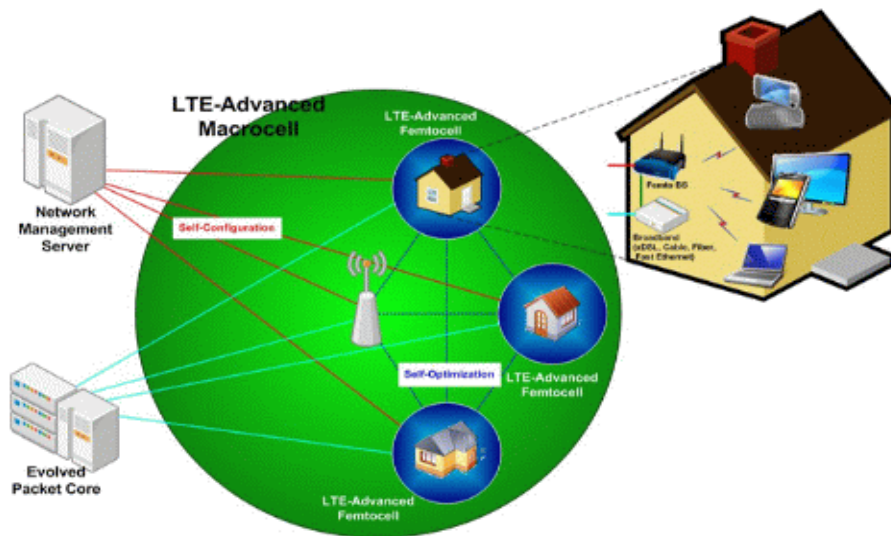 LTE-Advanced
Macrocell
LTE-Advanced
Femtocell
Network
Management
Server
Self-Configuration
Femto BS
Broadband
(xDSL, Cable, Fiber,
Fast Ethernet)
Self-Optimization
LTE-Advanced
Femtocell
Evolved
Packet Core
LTE-Advanced
Femtocell